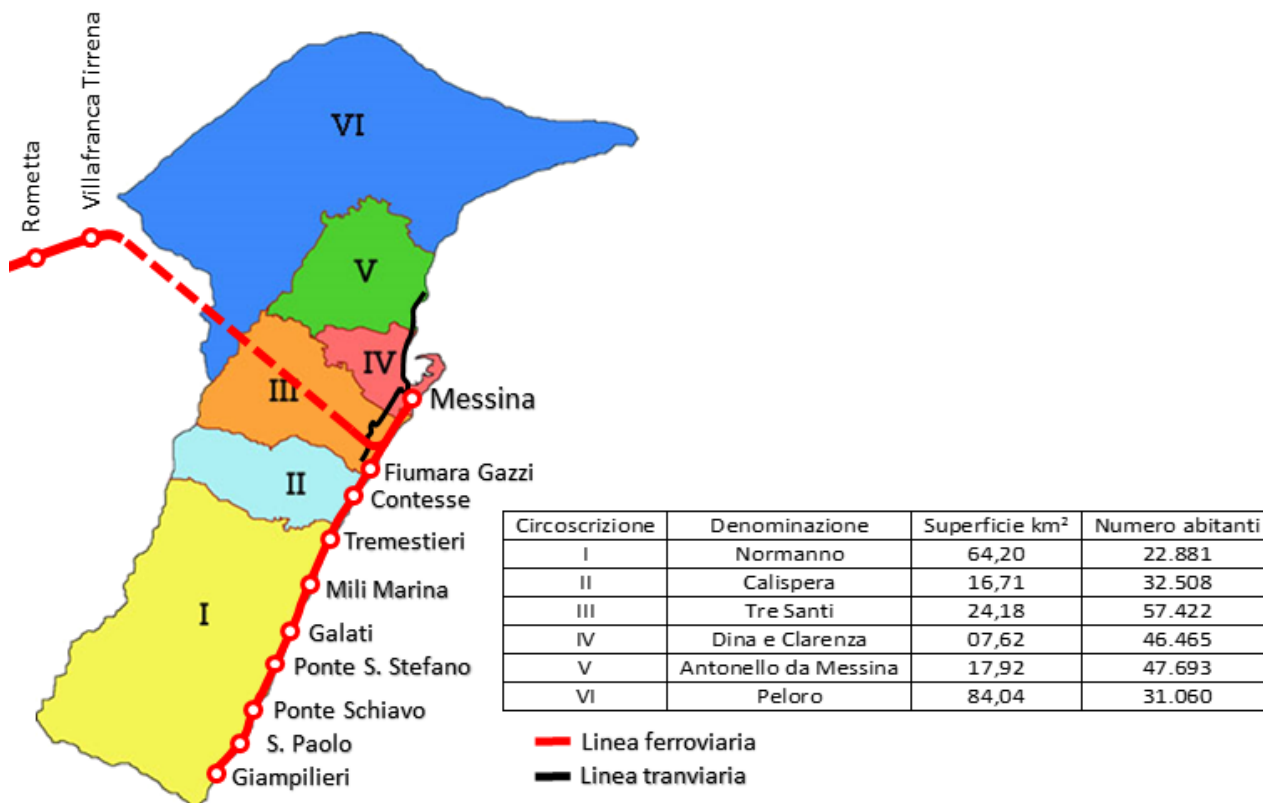 Rometta
Villafranca Tirrena
VI
V
IV
III
II
I
Messina
Fiumara Gazzi
Contesse
Tremestieri
Mili Marina
Galati
Ponte S. Stefano
Ponte Schiavo
S. Paolo
Giampilieri
Circoscrizione Denominazione Superficie km² Numero abitanti
I Normanno 64,20 22.881
II Calispera 16,71 32.508
III Tre Santi 24,18 57.422
IV Dina e Clarenza 07,62 46.465
V Antonello da Messina 17,92 47.693
VI Peloro 84,04 31.060
Linea ferroviaria
Linea tranviaria